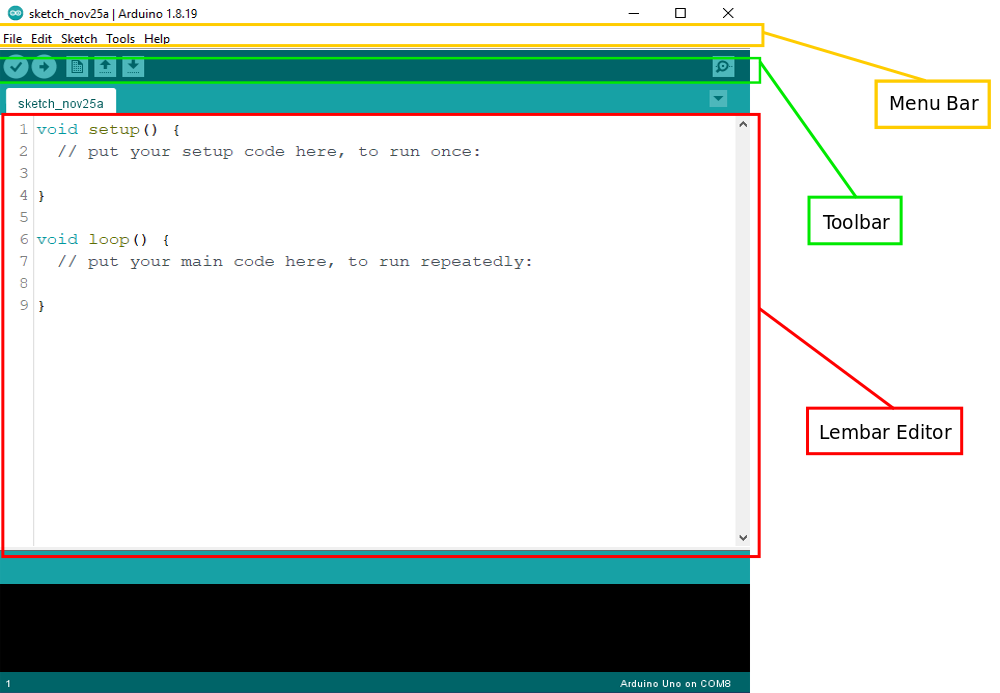 sketch_nov25a | Arduino 1.8.19
File Edit Sketch Tools Help
Menu Bar
sketch_nov25a
1 void setup() {
2 // put your setup code here, to run once:
3
4 }
5
6 void loop() {
7 // put your main code here, to run repeatedly:
8
9 }
Toolbar
Lembar Editor
1 Arduino Uno on COM8